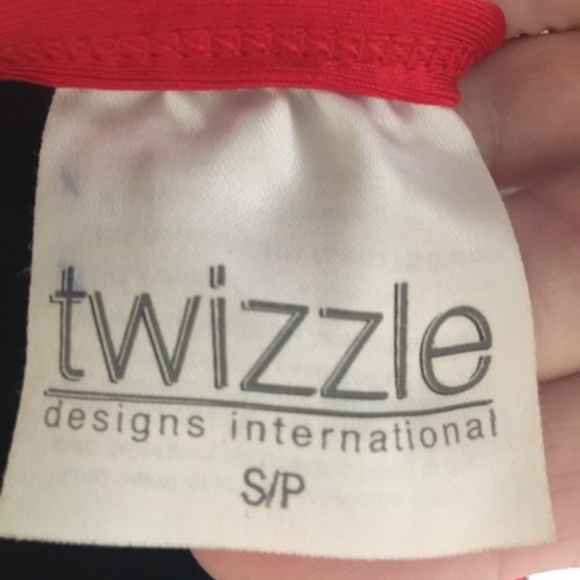 twizzle
designs international
S/P